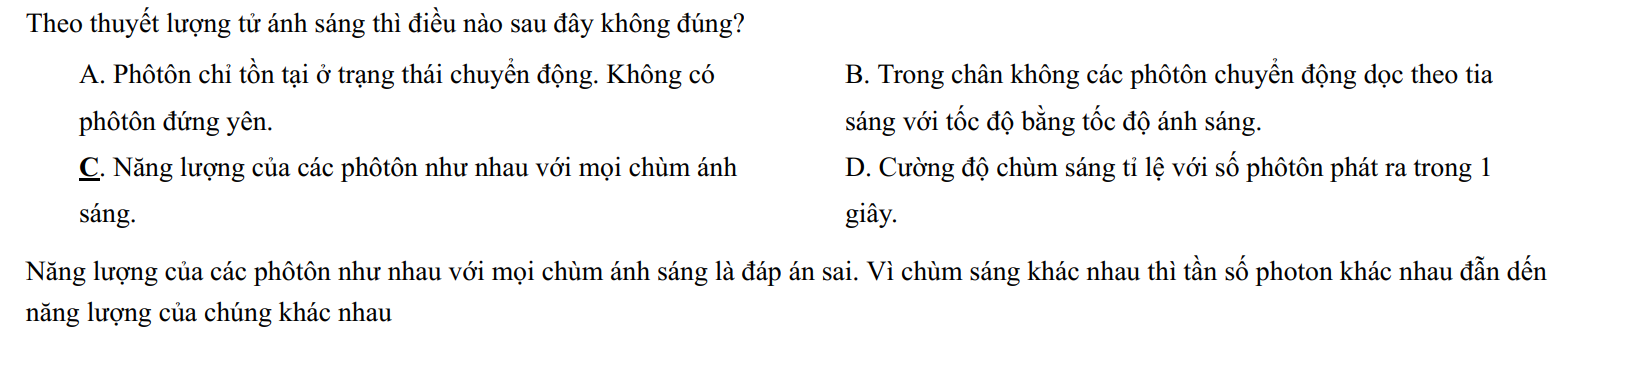 Theo thuyết lượng tử ánh sáng thì điều nào sau đây không đúng?
A. Phôtôn chỉ tồn tại ở trạng thái chuyển động. Không có
phôtôn đứng yên.
B. Trong chân không các phôtôn chuyển động dọc theo tia
sáng với tốc độ bằng tốc độ ánh sáng.
C. Năng lượng của các phôtôn như nhau với mọi chùm ánh
sáng.
D. Cường độ chùm sáng tỉ lệ với số phôtôn phát ra trong 1
giây.
Năng lượng của các phôtôn như nhau với mọi chùm ánh sáng là đáp án sai. Vì chùm sáng khác nhau thì tần số photon khác nhau đẫn dến
năng lượng của chúng khác nhau